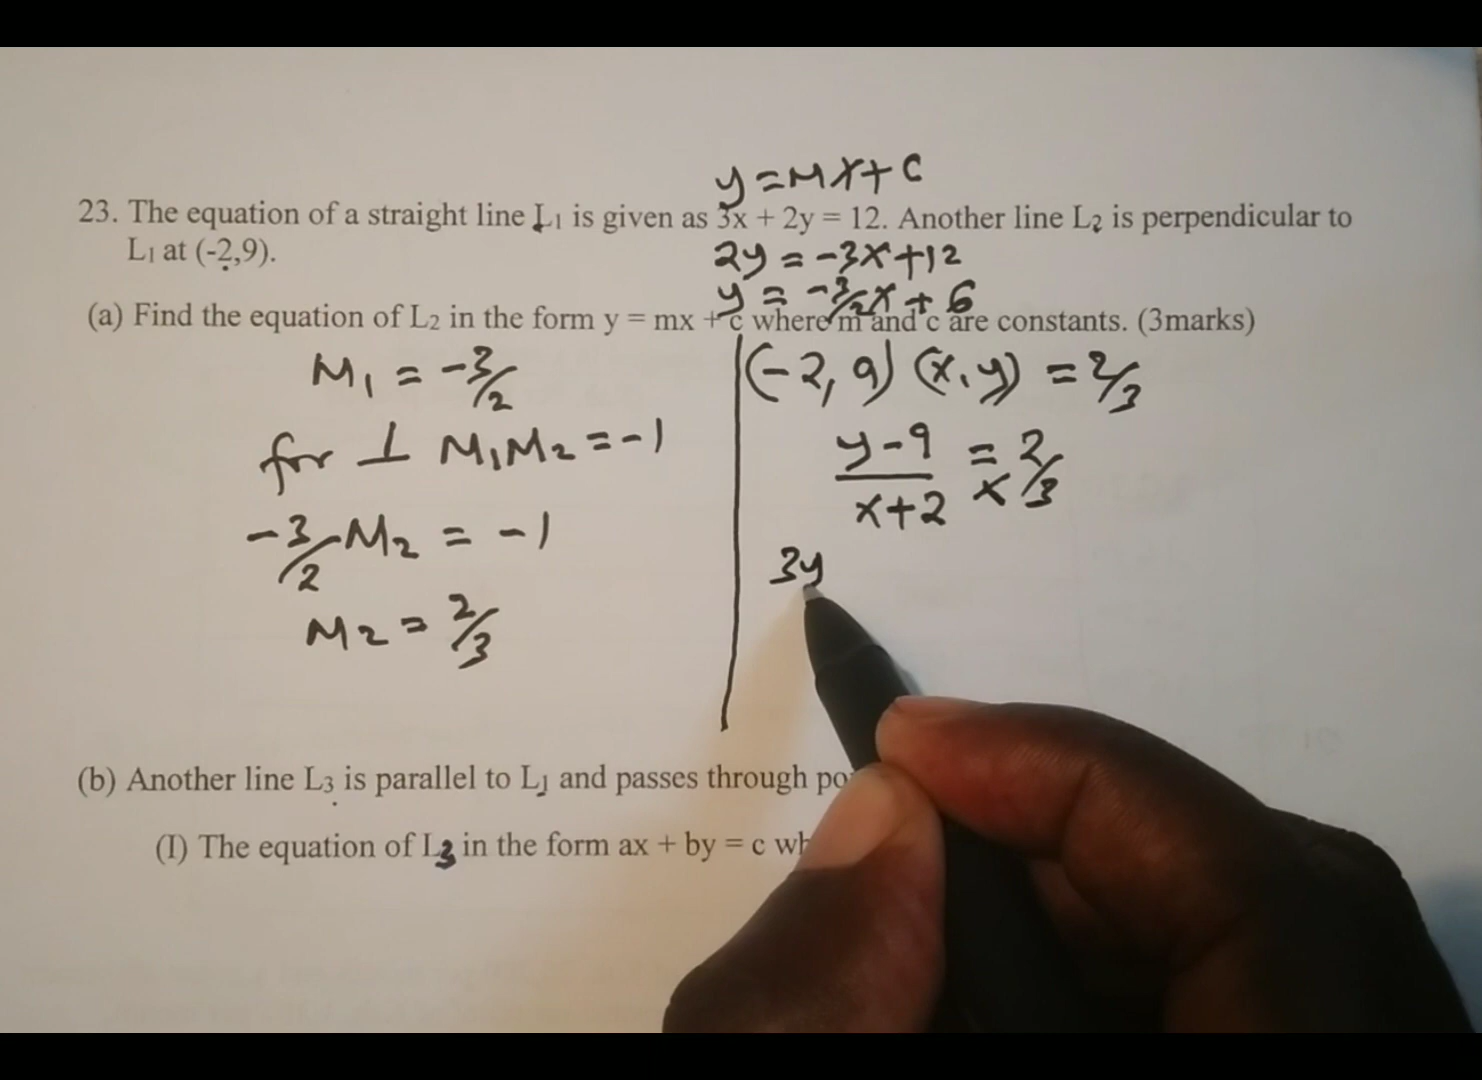 y = mx + c
23. The equation of a straight line L1 is given as 3x + 2y = 12. Another line L2 is perpendicular to
L1 at (-2,9).
2y = -3x + 12
y = -3/2x + 6
(a) Find the equation of L2 in the form y = mx + c where m and c are constants. (3marks)
M1 = -3/2
for ⊥ M1M2 = -1
-3/2 M2 = -1
M2 = 2/3
(-2, 9) (x, y) = 2/3
y-9 = 2/3
x+2 x
3y
(b) Another line L3 is parallel to L1 and passes through
(I) The equation of L3 in the form ax + by = c